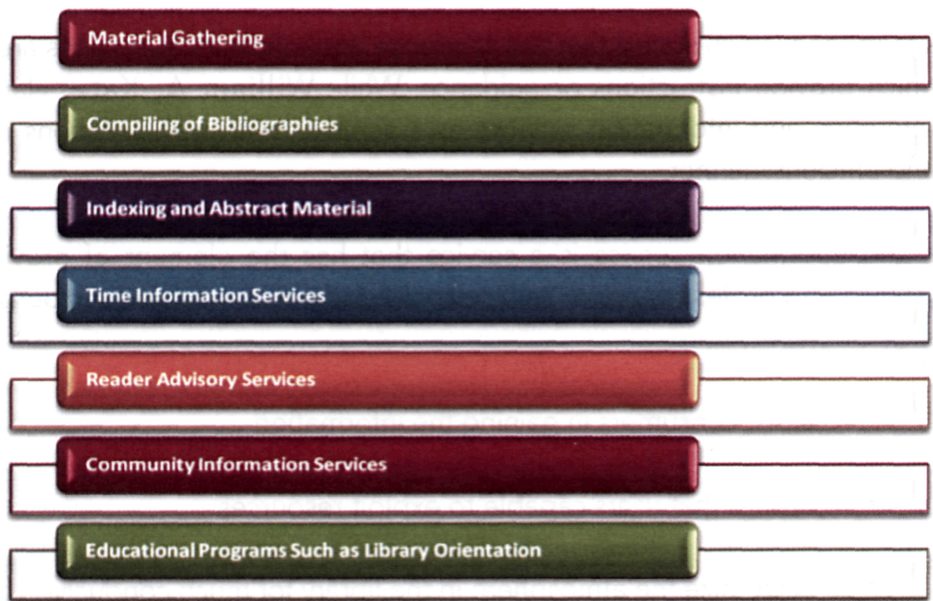 Material Gathering
Compiling of Bibliographies
Indexing and Abstract Material
Time Information Services
Reader Advisory Services
Community Information Services
Educational Programs Such as Library Orientation